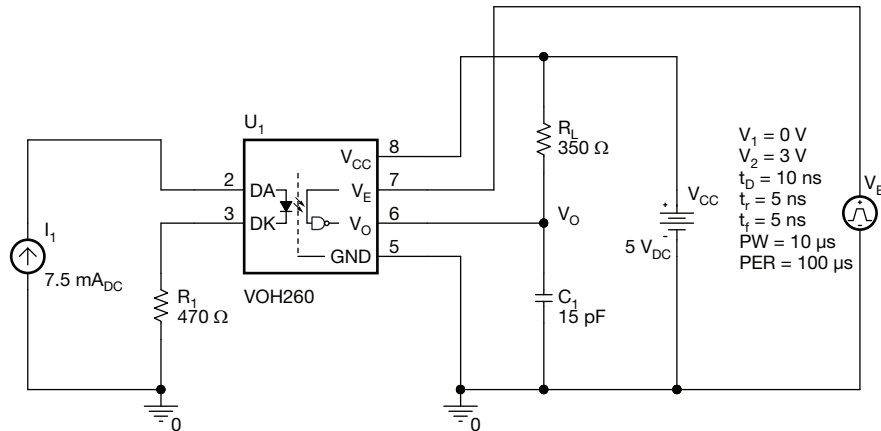 U1
2 DA
3 DK
VCC 8
VE 7
VO 6
GND 5
VOH260
I1
7.5 mADC
R1
470 Ω
0
RL
350 Ω
VO
C1
15 pF
0
+
-
VCC
5 VDC
V1 = 0 V
V2 = 3 V
tD = 10 ns
tr = 5 ns
tf = 5 ns
PW = 10 µs
PER = 100 µs
VE
+
-